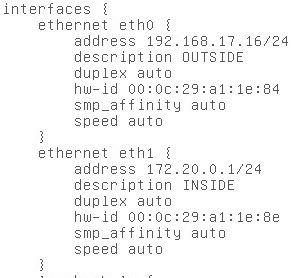 interfaces {
    ethernet eth0 {
        address 192.168.17.16/24
        description OUTSIDE
        duplex auto
        hw-id 00:0c:29:a1:1e:84
        smp_affinity auto
        speed auto
    }
    ethernet eth1 {
        address 172.20.0.1/24
        description INSIDE
        duplex auto
        hw-id 00:0c:29:a1:1e:8e
        smp_affinity auto
        speed auto
    }